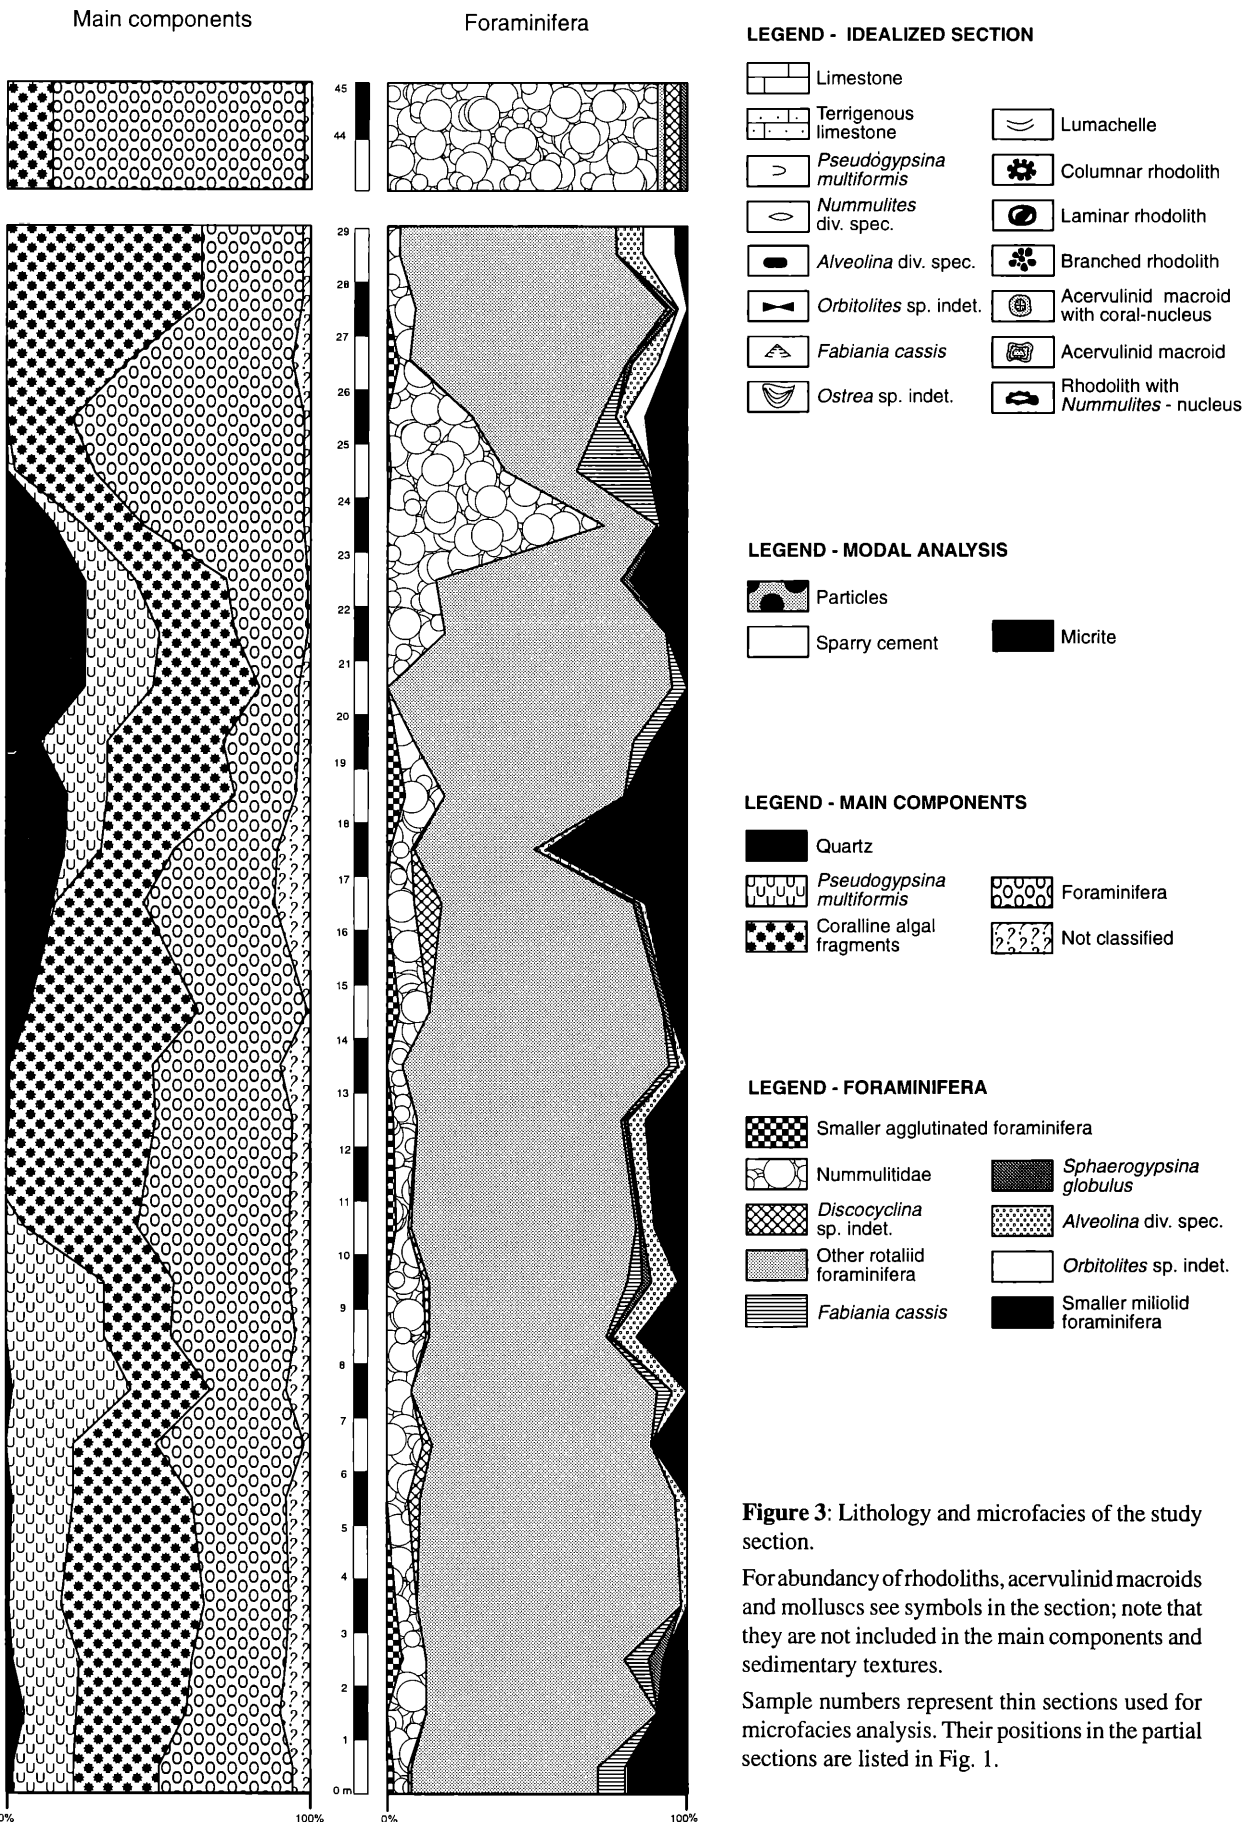 Main components
Foraminifera
45
44
29
28
27
26
25
24
23
22
21
20
19
18
17
16
15
14
13
12
11
10
9
8
7
6
5
4
3
2
1
0 m
0%
100%
0%
100%
LEGEND - IDEALIZED SECTION
Limestone
Terrigenous
limestone
Pseudogypsina
multiformis
Nummulites
div. spec.
Alveolina div. spec.
Orbitolites sp. indet.
Fabiania cassis
Ostrea sp. indet.
Lumachelle
Columnar rhodolith
Laminar rhodolith
Branched rhodolith
Acervulinid macroid
with coral-nucleus
Acervulinid macroid
Rhodolith with
Nummulites - nucleus
LEGEND - MODAL ANALYSIS
Particles
Sparry cement
Micrite
LEGEND - MAIN COMPONENTS
Quartz
Pseudogypsina
multiformis
Coralline algal
fragments
Foraminifera
Not classified
LEGEND - FORAMINIFERA
Smaller agglutinated foraminifera
Nummulitidae
Discocyclina
sp. indet.
Other rotaliid
foraminifera
Fabiania cassis
Sphaerogypsina
globulus
Alveolina div. spec.
Orbitolites sp. indet.
Smaller miliolid
foraminifera
Figure 3: Lithology and microfacies of the study
section.
For abundancy of rhodoliths, acervulinid macroids
and molluscs see symbols in the section; note that
they are not included in the main components and
sedimentary textures.
Sample numbers represent thin sections used for
microfacies analysis. Their positions in the partial
sections are listed in Fig. 1.